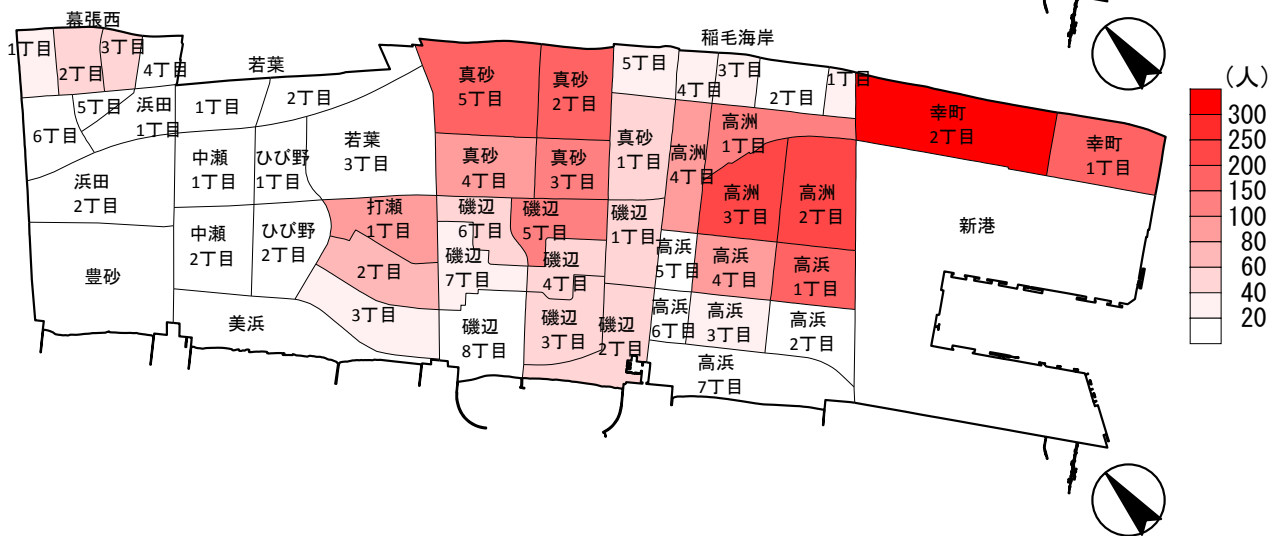 幕張西
1丁目
2丁目
3丁目
4丁目
5丁目
6丁目
浜田
1丁目
浜田
2丁目
豊砂
若葉
1丁目
2丁目
若葉
3丁目
中瀬
1丁目
ひび野
1丁目
中瀬
2丁目
ひび野
2丁目
美浜
打瀬
1丁目
2丁目
3丁目
真砂
5丁目
真砂
2丁目
真砂
4丁目
真砂
3丁目
真砂
1丁目
磯辺
6丁目
磯辺
5丁目
磯辺
1丁目
磯辺
7丁目
磯辺
4丁目
磯辺
8丁目
磯辺
3丁目
磯辺
2丁目
稲毛海岸
5丁目
4丁目
3丁目
2丁目
1丁目
高洲
1丁目
高洲
4丁目
高洲
3丁目
高洲
2丁目
高浜
5丁目
高浜
4丁目
高浜
1丁目
高浜
6丁目
高浜
3丁目
高浜
2丁目
高浜
7丁目
幸町
2丁目
幸町
1丁目
新港
(人)
300
250
200
150
100
80
60
40
20